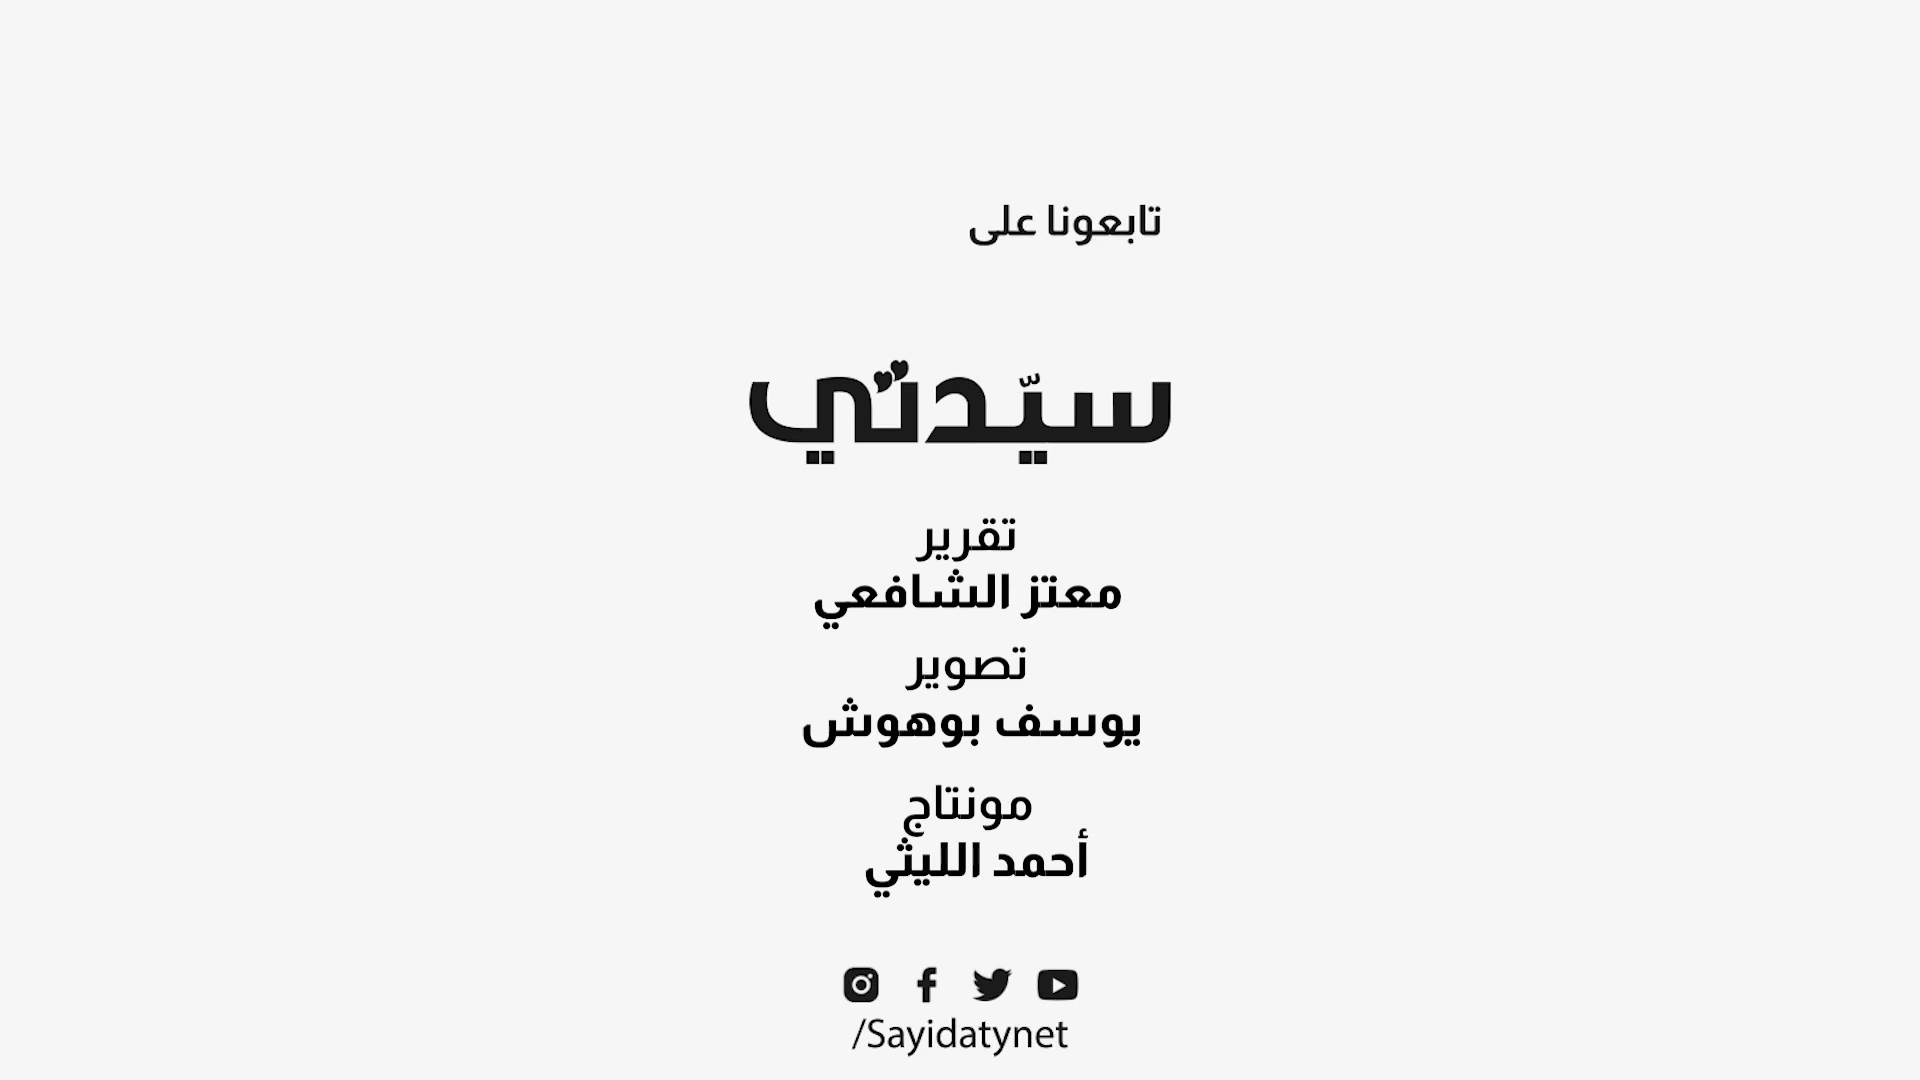 تابعونا على
سيّدتي
تقرير
معتز الشافعي
تصوير
يوسف بوهوش
مونتاج
أحمد الليثي
/Sayidatynet